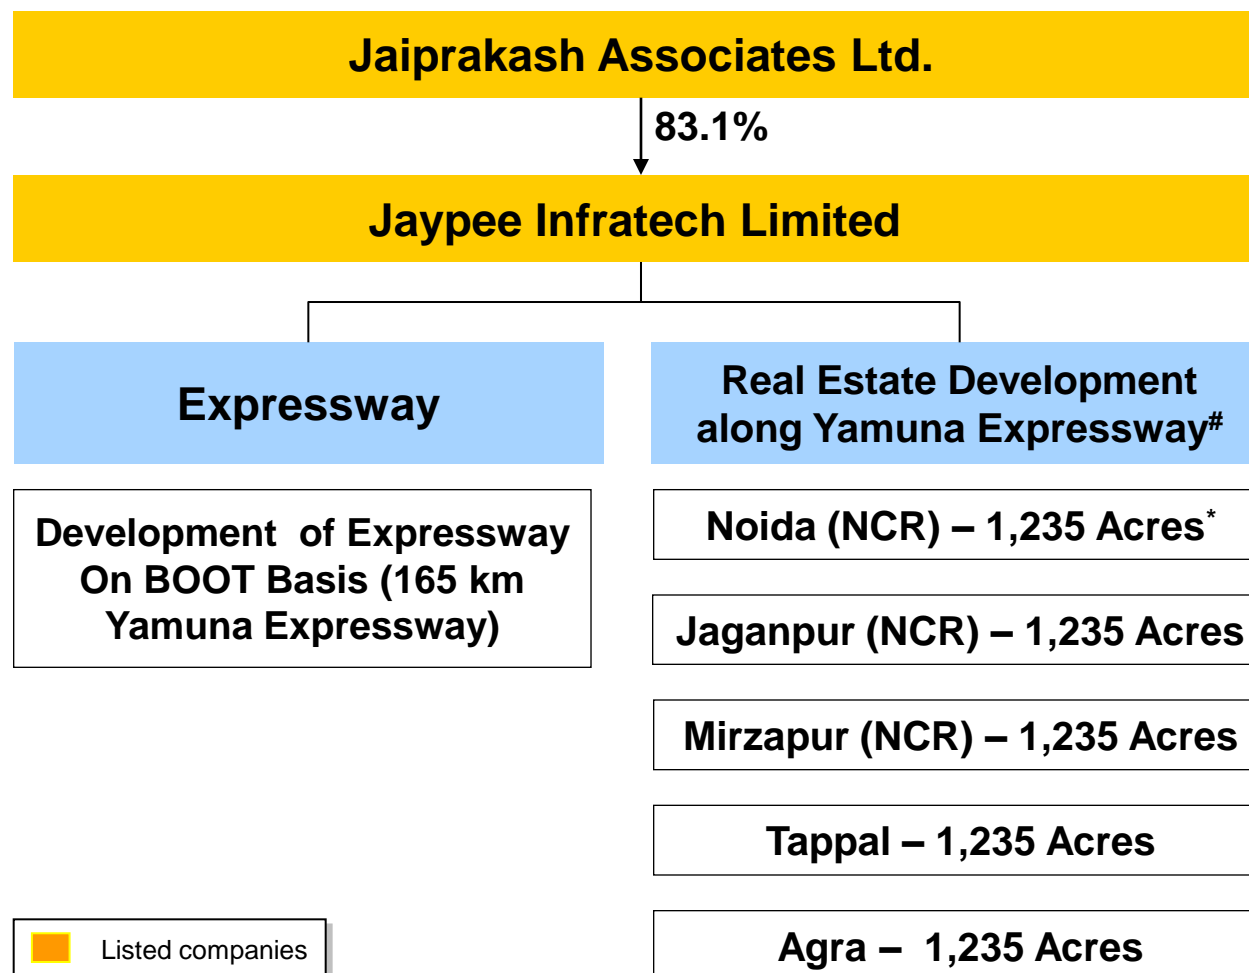 Jaiprakash Associates Ltd.
83.1%
Jaypee Infratech Limited
Expressway
Development of Expressway
On BOOT Basis (165 km
Yamuna Expressway)
Real Estate Development
along Yamuna Expressway#
Noida (NCR) – 1,235 Acres*
Jaganpur (NCR) – 1,235 Acres
Mirzapur (NCR) – 1,235 Acres
Tappal – 1,235 Acres
Agra – 1,235 Acres
Listed companies